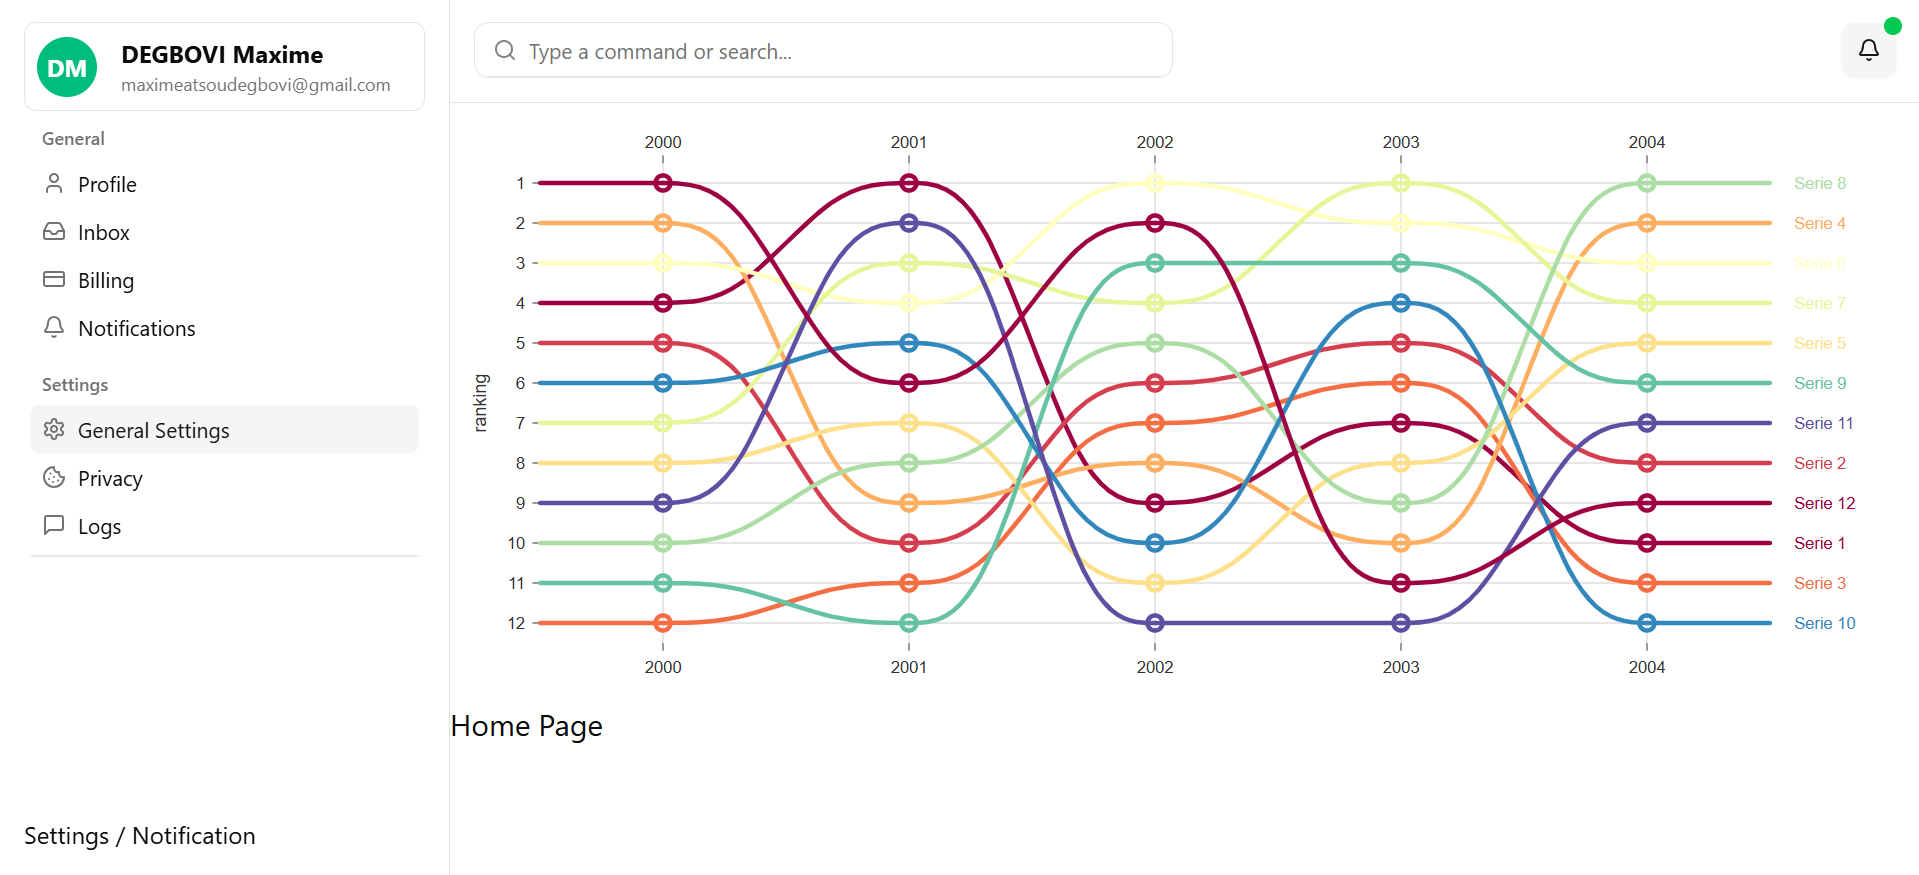 DM
DEGBOVI Maxime
maximeatsoudegbovi@gmail.com
General
Profile
Inbox
Billing
Notifications
Settings
General Settings
Privacy
Logs
Settings / Notification
Type a command or search...
2000 2001 2002 2003 2004
ranking
1 Serie 8
2 Serie 4
3 Serie 6
4 Serie 7
5 Serie 5
6 Serie 9
7 Serie 11
8 Serie 2
9 Serie 12
10 Serie 1
11 Serie 3
12 Serie 10
2000 2001 2002 2003 2004
Home Page